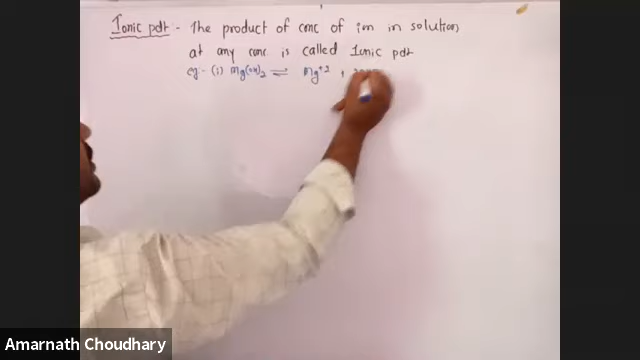 Ionic pdt :- The product of conc of ion in solution
at any conc is called Ionic pdt
eg:- (i) Mg(OH)2 ⇌ Mg+2 +
Amarnath Choudhary